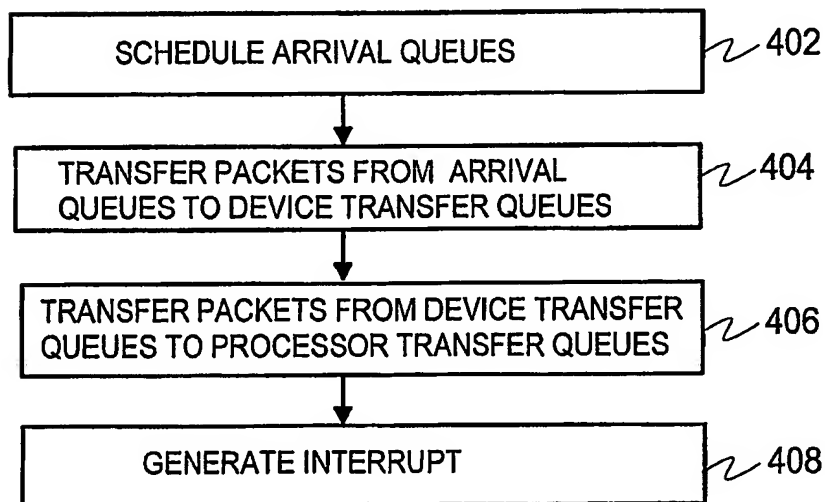 SCHEDULE ARRIVAL QUEUES
402
TRANSFER PACKETS FROM ARRIVAL
QUEUES TO DEVICE TRANSFER QUEUES
404
TRANSFER PACKETS FROM DEVICE TRANSFER
QUEUES TO PROCESSOR TRANSFER QUEUES
406
GENERATE INTERRUPT
408